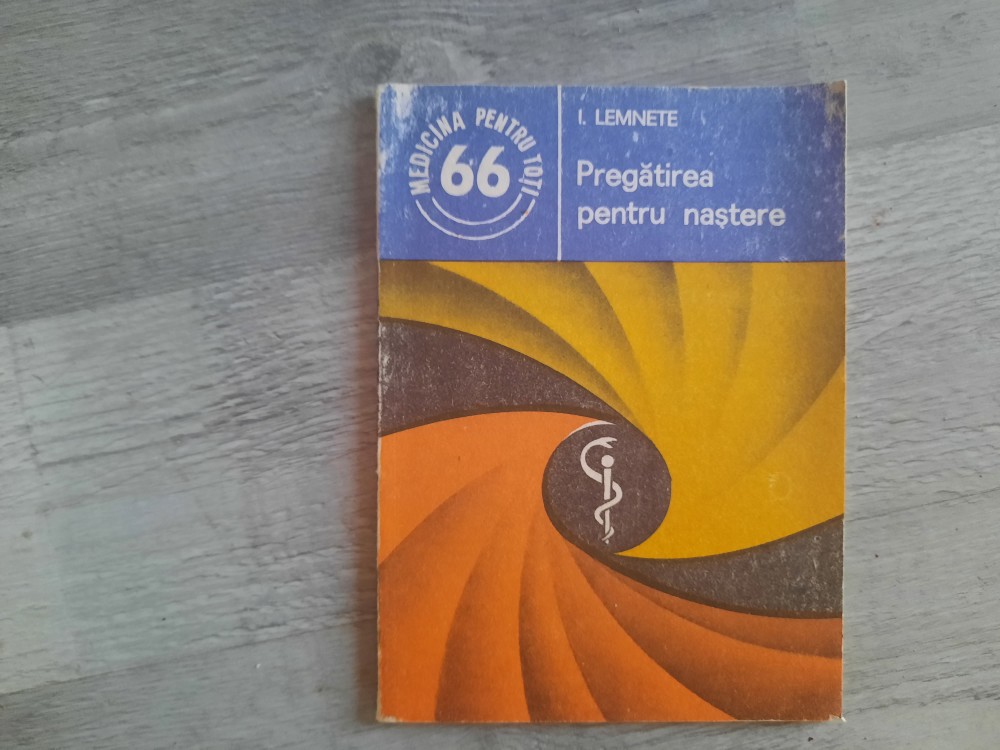 MEDICINA PENTRU TOȚI
66
I. LEMNETE
Pregătirea
pentru naștere